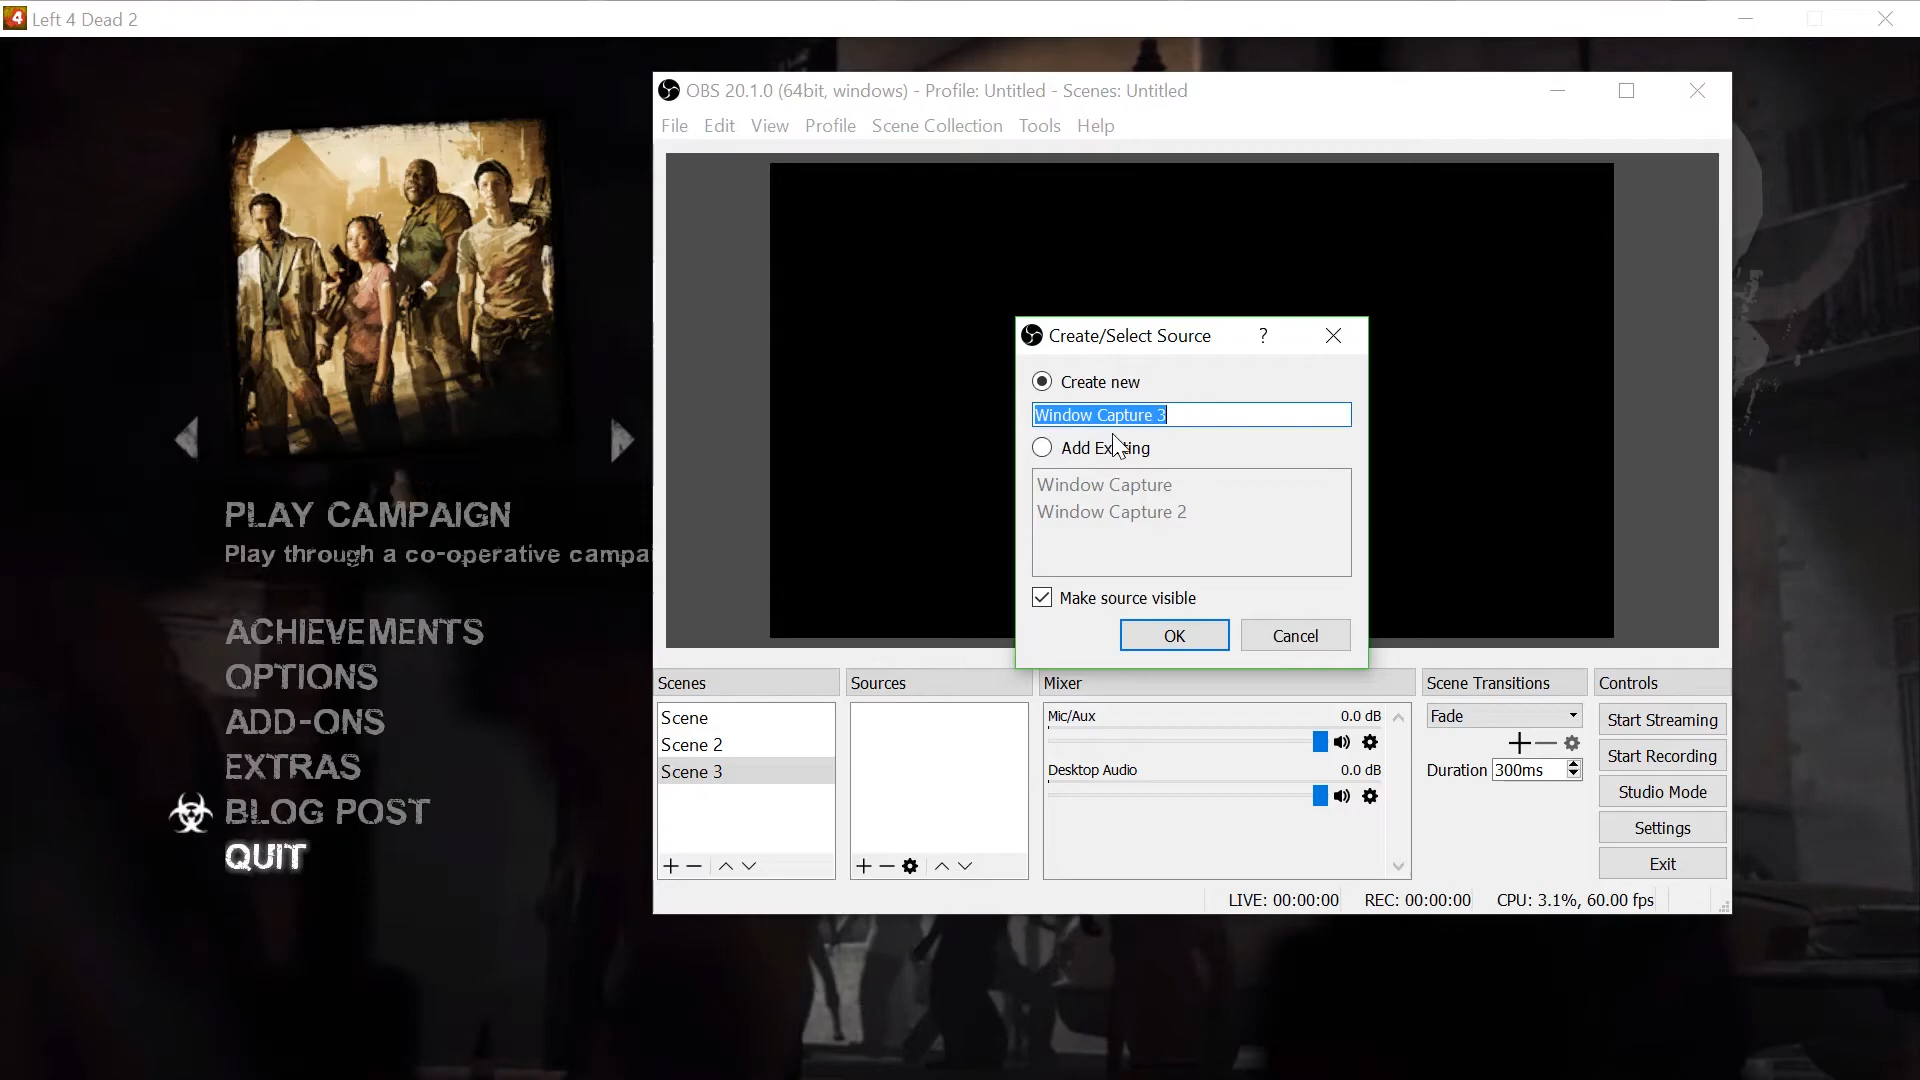 Left 4 Dead 2
OBS 20.1.0 (64bit, windows) - Profile: Untitled - Scenes: Untitled
File Edit View Profile Scene Collection Tools Help
Create/Select Source ?
Create new
Window Capture 3
Add Existing
Window Capture
Window Capture 2
Make source visible
OK Cancel
PLAY CAMPAIGN
Play through a co-operative campai
ACHIEVEMENTS
OPTIONS
ADD-ONS
EXTRAS
BLOG POST
QUIT
Scenes
Scene
Scene 2
Scene 3
Sources
Mixer
Mic/Aux 0.0 dB
Desktop Audio 0.0 dB
Scene Transitions
Fade
Duration 300ms
Controls
Start Streaming
Start Recording
Studio Mode
Settings
Exit
LIVE: 00:00:00 REC: 00:00:00 CPU: 3.1%, 60.00 fps